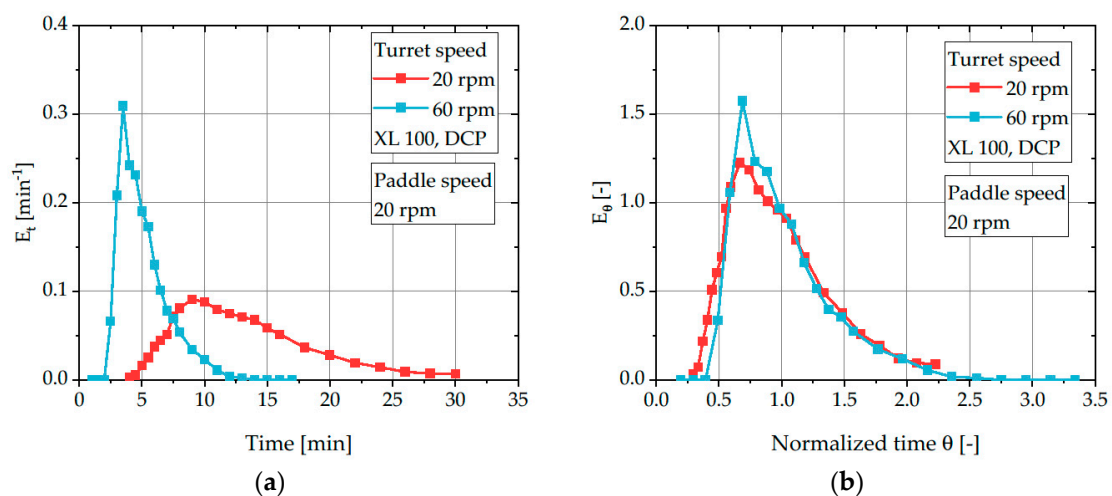 0.4
0.3
0.2
0.1
0.0
E_t [min⁻¹]
Turret speed
20 rpm
60 rpm
XL 100, DCP
Paddle speed
20 rpm
0 5 10 15 20 25 30 35
Time [min]
(a)
2.0
1.5
1.0
0.5
0.0
E_θ [-]
Turret speed
20 rpm
60 rpm
XL 100, DCP
Paddle speed
20 rpm
0.0 0.5 1.0 1.5 2.0 2.5 3.0 3.5
Normalized time θ [-]
(b)